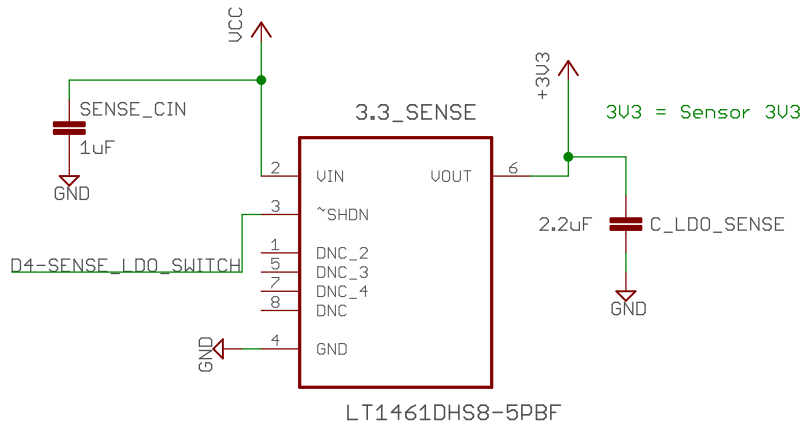 VCC
SENSE_CIN
1uF
GND
3.3_SENSE
+3V3
3V3 = Sensor 3V3
2 VIN
VOUT 6
3 ~SHDN
1 DNC_2
5 DNC_3
7 DNC_4
8 DNC
4 GND
D4-SENSE_LDO_SWITCH
GND
2.2uF C_LDO_SENSE
GND
LT1461DHS8-5PBF